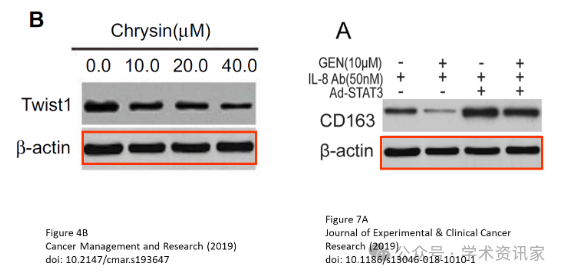 B
Chrysin(μM)
0.0 10.0 20.0 40.0
Twist1
β-actin
Figure 4B
Cancer Management and Research (2019)
doi: 10.2147/cmar.s193647
A
GEN(10μM) - + - +
IL-8 Ab(50nM) + + + +
Ad-STAT3 - - + +
CD163
β-actin
Figure 7A
Journal of Experimental & Clinical Cancer
Research (2019)
doi: 10.1186/s13046-018-1010-1
公众号 · 学术资讯家